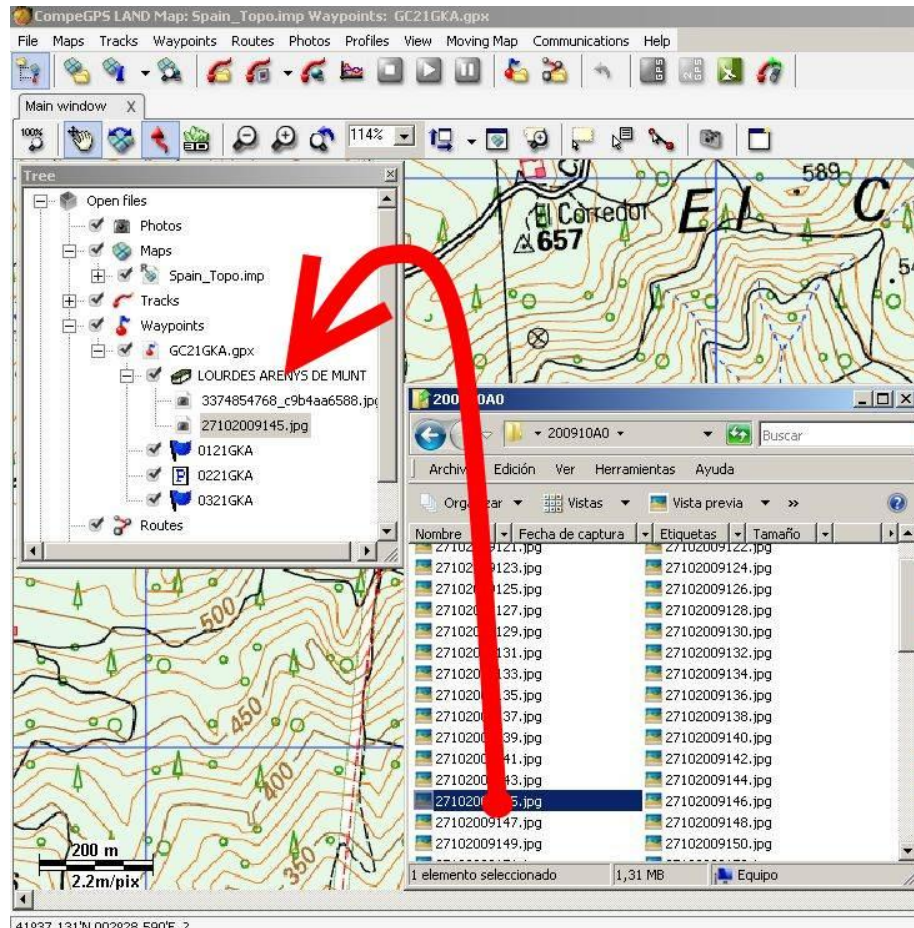 CompeGPS LAND Map: Spain_Topo.imp Waypoints: GC21GKA.gpx
File Maps Tracks Waypoints Routes Photos Profiles View Moving Map Communications Help
Main window X
100%
114%
Tree
Open files
Photos
Maps
Spain_Topo.imp
Tracks
Waypoints
GC21GKA.gpx
LOURDES ARENYS DE MUNT
3374854768_c9b4aa6588.jpg
27102009145.jpg
0121GKA
0221GKA
0321GKA
Routes
El Corredor
657
E l C
589
500
450
400
350
200 m
2.2m/pix
200910A0
Buscar
Edición Ver Herramientas Ayuda
Vistas Vista previa »
Nombre Fecha de captura Etiquetas Tamaño
27102009122.jpg
27102009124.jpg
27102009126.jpg
27102009128.jpg
27102009130.jpg
27102009132.jpg
27102009134.jpg
27102009136.jpg
27102009138.jpg
27102009140.jpg
27102009142.jpg
27102009144.jpg
27102009146.jpg
27102009147.jpg 27102009148.jpg
27102009149.jpg 27102009150.jpg
1 elemento seleccionado 1,31 MB Equipo